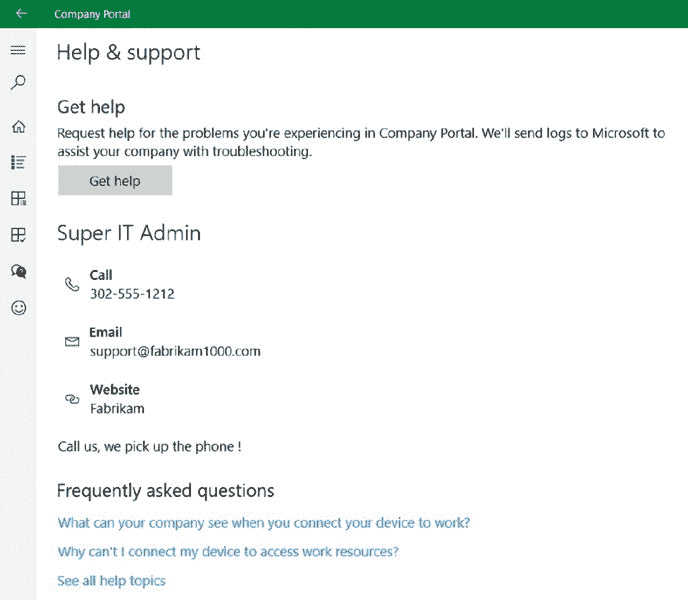 Company Portal
Help & support
Get help
Request help for the problems you're experiencing in Company Portal. We'll send logs to Microsoft to
assist your company with troubleshooting.
Get help
Super IT Admin
Call
302-555-1212
Email
support@fabrikam1000.com
Website
Fabrikam
Call us, we pick up the phone !
Frequently asked questions
What can your company see when you connect your device to work?
Why can't I connect my device to access work resources?
See all help topics